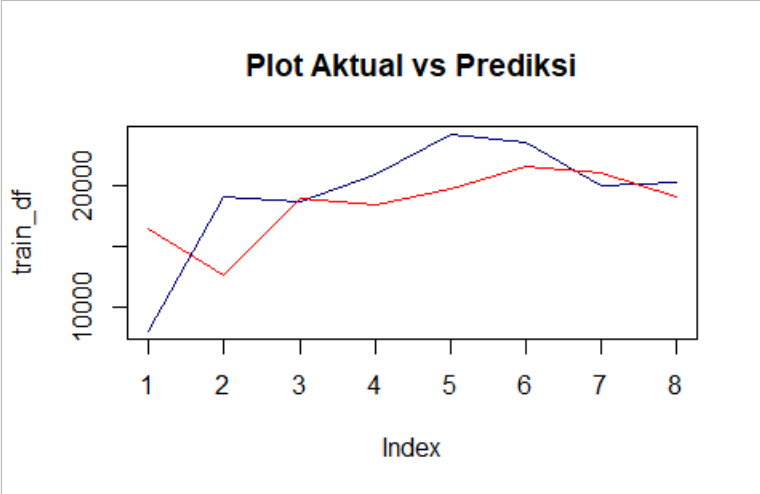 Plot Aktual vs Prediksi
train_df
20000
10000
1 2 3 4 5 6 7 8
Index